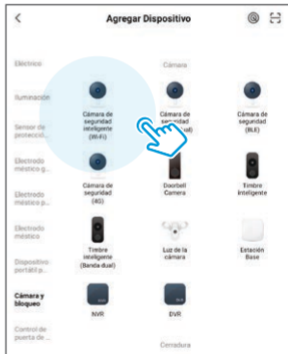 Agregar Dispositivo
Eléctrico
Iluminación
Sensor de
protecció...
Electrodo
méstico g...
Electrodo
méstico p...
Electrodo
méstico
Dispositivo
portátil p...
Cámara y
bloqueo
Control de
puerta de ...
Cámara
Cámara de
seguridad
inteligente
(Wi-Fi)
Cámara de
seguridad
ual)
Cámara de
seguridad
(BLE)
Cámara de
seguridad
(4G)
Doorbell
Camera
Timbre
inteligente
Timbre
inteligente
(Banda dual)
Luz de la
cámara
Estación
Base
NVR
DVR
Cerradura